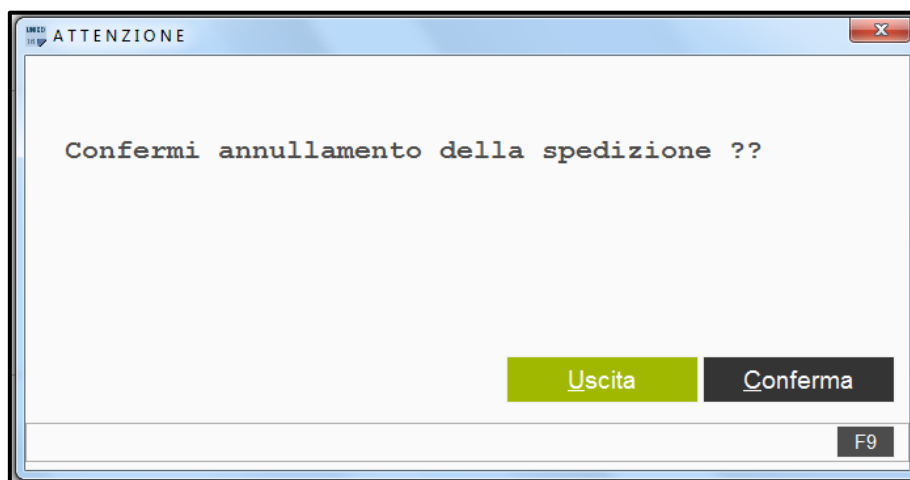 ATTENZIONE
Confermi annullamento della spedizione ??
Uscita Conferma
F9